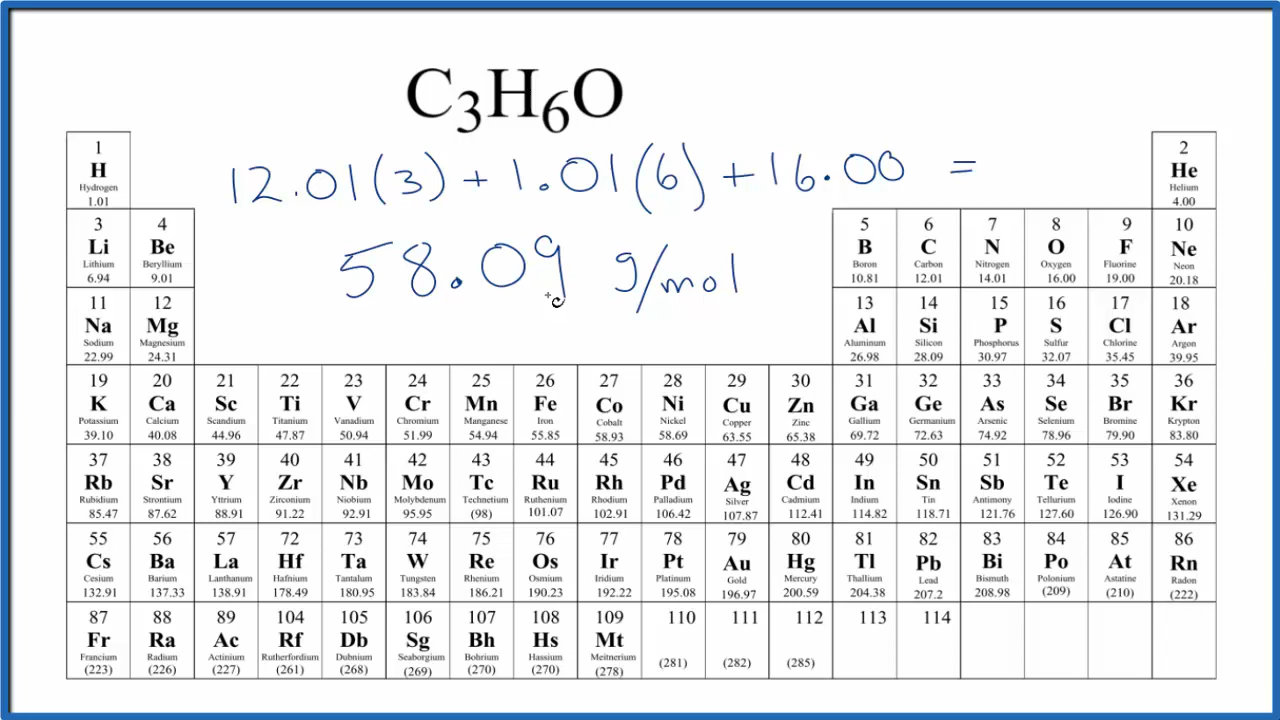 C3H6O
12.01(3) + 1.01(6) + 16.00 =
58.09 g/mol
1 2
H He
Hydrogen Helium
1.01 4.00
3 4 5 6 7 8 9 10
Li Be B C N O F Ne
Lithium Beryllium Boron Carbon Nitrogen Oxygen Fluorine Neon
6.94 9.01 10.81 12.01 14.01 16.00 19.00 20.18
11 12 13 14 15 16 17 18
Na Mg Al Si P S Cl Ar
Sodium Magnesium Aluminum Silicon Phosphorus Sulfur Chlorine Argon
22.99 24.31 26.98 28.09 30.97 32.07 35.45 39.95
19 20 21 22 23 24 25 26 27 28 29 30 31 32 33 34 35 36
K Ca Sc Ti V Cr Mn Fe Co Ni Cu Zn Ga Ge As Se Br Kr
Potassium Calcium Scandium Titanium Vanadium Chromium Manganese Iron Cobalt Nickel Copper Zinc Gallium Germanium Arsenic Selenium Bromine Krypton
39.10 40.08 44.96 47.87 50.94 51.99 54.94 55.85 58.93 58.69 63.55 65.38 69.72 72.63 74.92 78.96 79.90 83.80
37 38 39 40 41 42 43 44 45 46 47 48 49 50 51 52 53 54
Rb Sr Y Zr Nb Mo Tc Ru Rh Pd Ag Cd In Sn Sb Te I Xe
Rubidium Strontium Yttrium Zirconium Niobium Molybdenum Technetium Ruthenium Rhodium Palladium Silver Cadmium Indium Tin Antimony Tellurium Iodine Xenon
85.47 87.62 88.91 91.22 92.91 95.95 (98) 101.07 102.91 106.42 107.87 112.41 114.82 118.71 121.76 127.60 126.90 131.29
55 56 57 72 73 74 75 76 77 78 79 80 81 82 83 84 85 86
Cs Ba La Hf Ta W Re Os Ir Pt Au Hg Tl Pb Bi Po At Rn
Cesium Barium Lanthanum Hafnium Tantalum Tungsten Rhenium Osmium Iridium Platinum Gold Mercury Thallium Lead Bismuth Polonium Astatine Radon
132.91 137.33 138.91 178.49 180.95 183.84 186.21 190.23 192.22 195.08 196.97 200.59 204.38 207.2 208.98 (209) (210) (222)
87 88 89 104 105 106 107 108 109 110 111 112 113 114
Fr Ra Ac Rf Db Sg Bh Hs Mt
Francium Radium Actinium Rutherfordium Dubnium Seaborgium Bohrium Hassium Meitnerium
(223) (226) (227) (261) (268) (269) (270) (270) (278) (281) (282) (285)